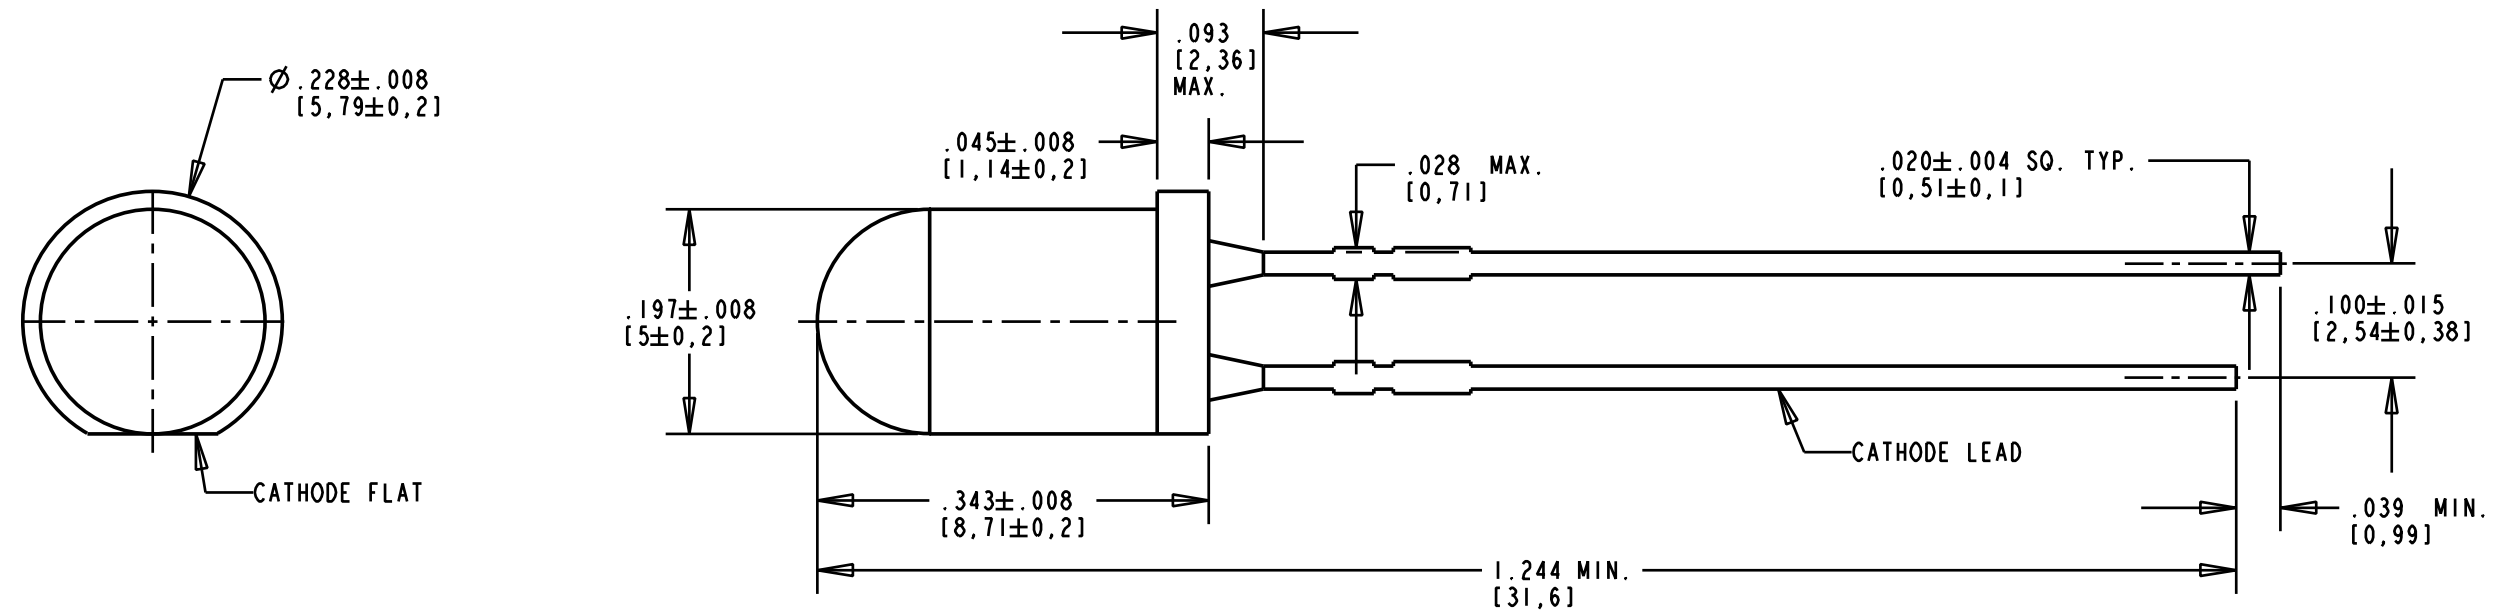 .093
[2,36]
MAX.
Ø.228±.008
[5,79±0,2]
.045±.008
[1,14±0,2]
.028 MAX.
[0,71]
.020±.004 SQ. TYP.
[0,51±0,1]
.197±.008
[5±0,2]
.100±.015
[2,54±0,38]
CATHODE LEAD
CATHODE FLAT
.343±.008
[8,71±0,2]
.039 MIN.
[0,99]
1.244 MIN.
[31,6]